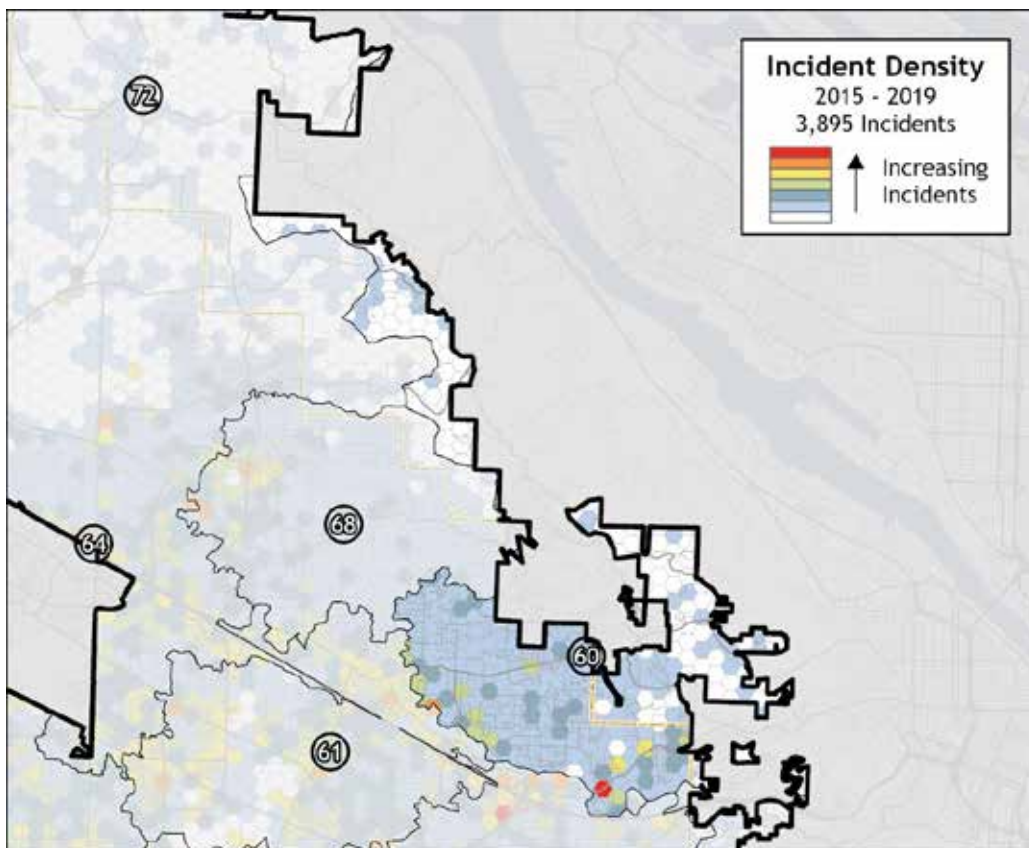 Incident Density
2015 - 2019
3,895 Incidents
Increasing
Incidents
72
64
68
60
61